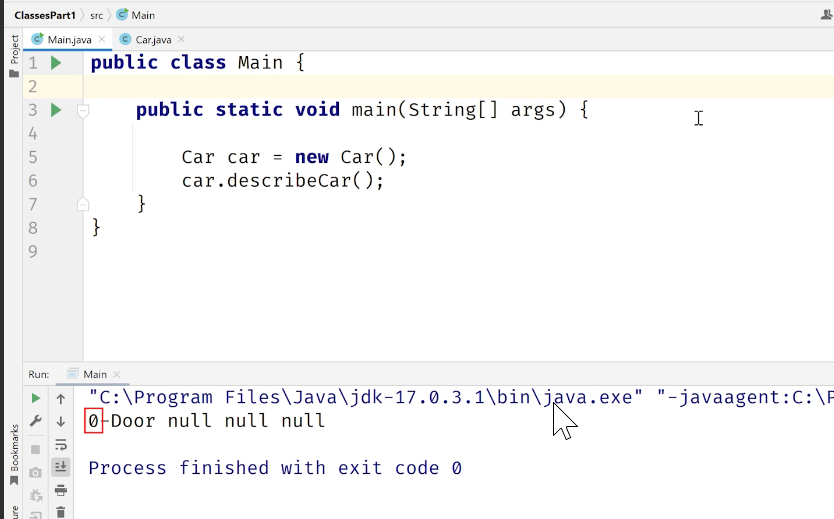 ClassesPart1 src Main
Project
Main.java Car.java
1 public class Main {
2
3 public static void main(String[] args) {
4
5 Car car = new Car();
6 car.describeCar();
7 }
8 }
9
Run: Main
"C:\Program Files\Java\jdk-17.0.3.1\bin\java.exe" "-javaagent:C:\P
0-Door null null null
Process finished with exit code 0
Bookmarks